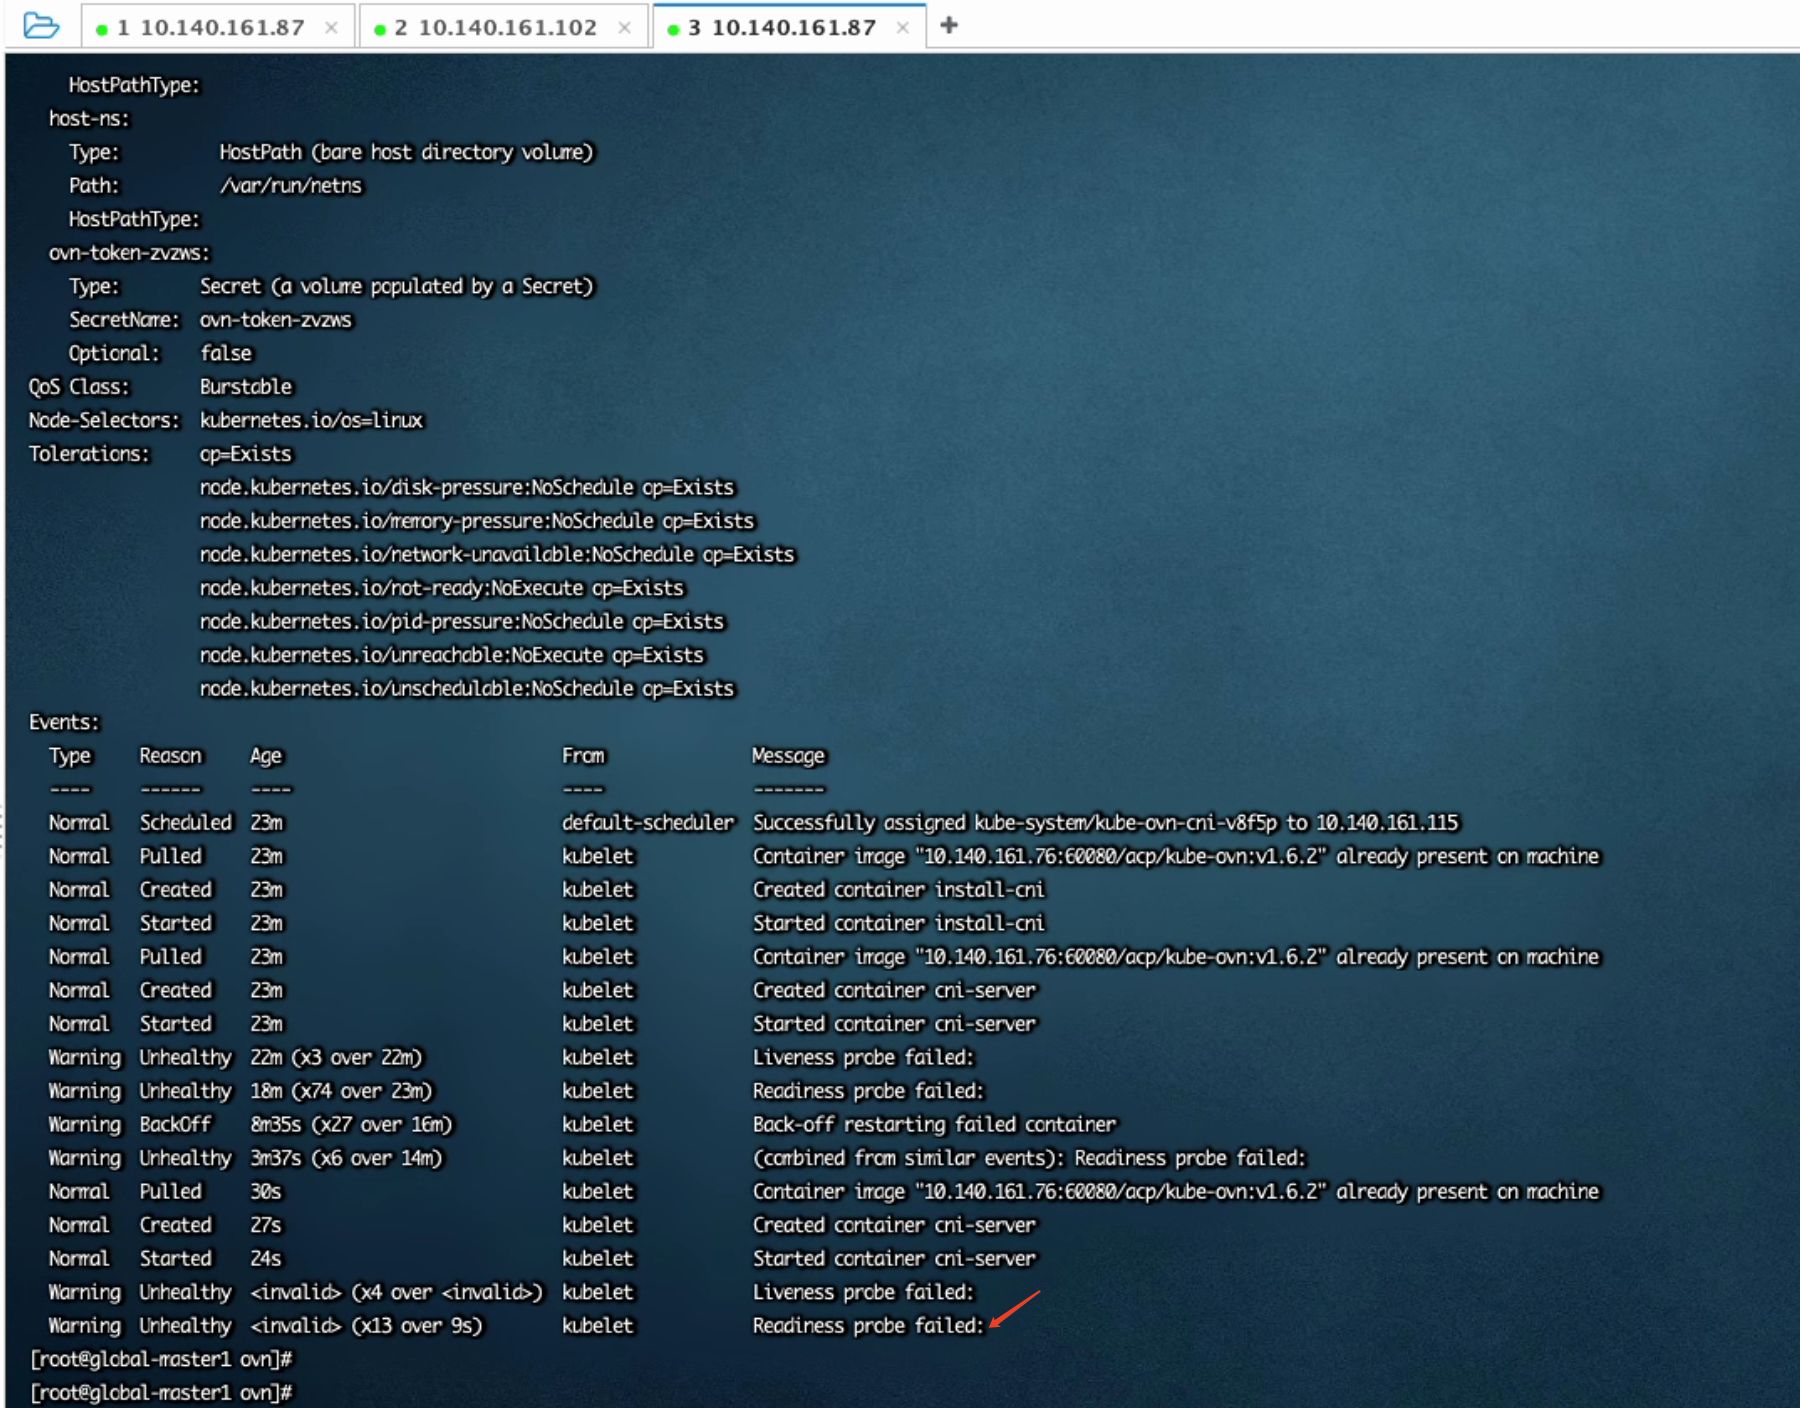 1 10.140.161.87 × 2 10.140.161.102 × 3 10.140.161.87 × +
HostPathType:
host-ns:
Type: HostPath (bare host directory volume)
Path: /var/run/netns
HostPathType:
ovn-token-zvzws:
Type: Secret (a volume populated by a Secret)
SecretName: ovn-token-zvzws
Optional: false
QoS Class: Burstable
Node-Selectors: kubernetes.io/os=linux
Tolerations: op=Exists
node.kubernetes.io/disk-pressure:NoSchedule op=Exists
node.kubernetes.io/memory-pressure:NoSchedule op=Exists
node.kubernetes.io/network-unavailable:NoSchedule op=Exists
node.kubernetes.io/not-ready:NoExecute op=Exists
node.kubernetes.io/pid-pressure:NoSchedule op=Exists
node.kubernetes.io/unreachable:NoExecute op=Exists
node.kubernetes.io/unschedulable:NoSchedule op=Exists
Events:
Type Reason Age From Message
---- ------ ---- ---- -------
Normal Scheduled 23m default-scheduler Successfully assigned kube-system/kube-ovn-cni-v8f5p to 10.140.161.115
Normal Pulled 23m kubelet Container image "10.140.161.76:60080/acp/kube-ovn:v1.6.2" already present on machine
Normal Created 23m kubelet Created container install-cni
Normal Started 23m kubelet Started container install-cni
Normal Pulled 23m kubelet Container image "10.140.161.76:60080/acp/kube-ovn:v1.6.2" already present on machine
Normal Created 23m kubelet Created container cni-server
Normal Started 23m kubelet Started container cni-server
Warning Unhealthy 22m (x3 over 22m) kubelet Liveness probe failed:
Warning Unhealthy 18m (x74 over 23m) kubelet Readiness probe failed:
Warning BackOff 8m35s (x27 over 16m) kubelet Back-off restarting failed container
Warning Unhealthy 3m37s (x6 over 14m) kubelet (combined from similar events): Readiness probe failed:
Normal Pulled 30s kubelet Container image "10.140.161.76:60080/acp/kube-ovn:v1.6.2" already present on machine
Normal Created 27s kubelet Created container cni-server
Normal Started 24s kubelet Started container cni-server
Warning Unhealthy <invalid> (x4 over <invalid>) kubelet Liveness probe failed:
Warning Unhealthy <invalid> (x13 over 9s) kubelet Readiness probe failed:
[root@global-master1 ovn]#
[root@global-master1 ovn]#